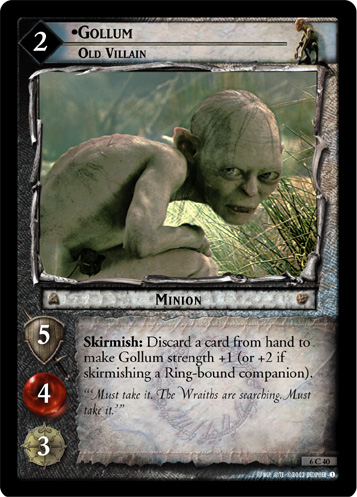 2
•Gollum
Old Villain
Minion
5
Skirmish: Discard a card from hand to
make Gollum strength +1 (or +2 if
skirmishing a Ring-bound companion).
4
“‘Must take it. The Wraiths are searching. Must
take it.’”
3
6 C 40